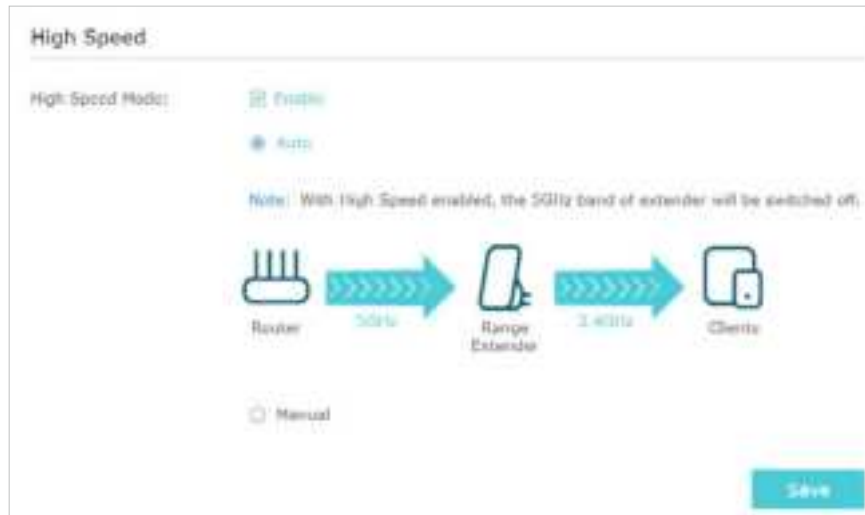 High Speed
High Speed Mode:
Enable
Auto
Note: With High Speed enabled, the 5GHz band of extender will be switched off.
5GHz
2.4GHz
Router
Range
Extender
Clients
Manual
Save